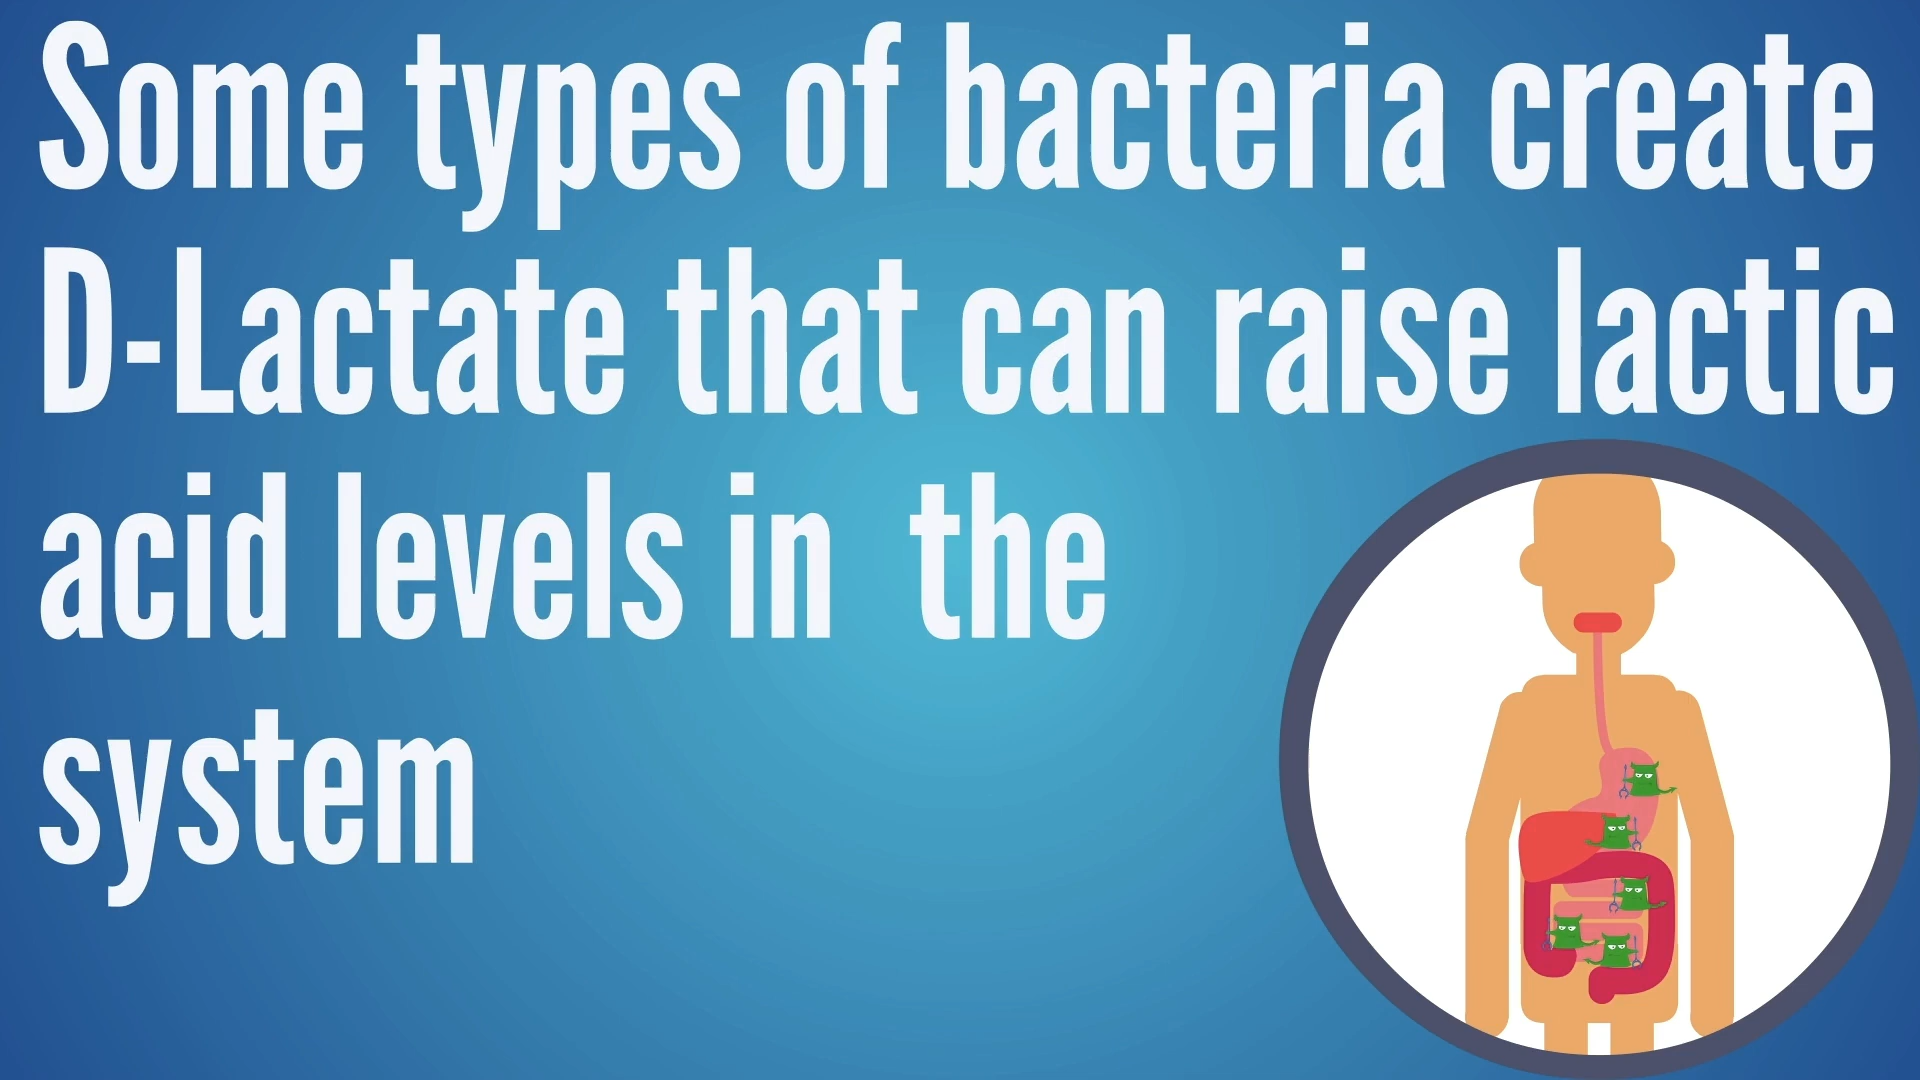 Some types of bacteria create
D-Lactate that can raise lactic
acid levels in  the
system